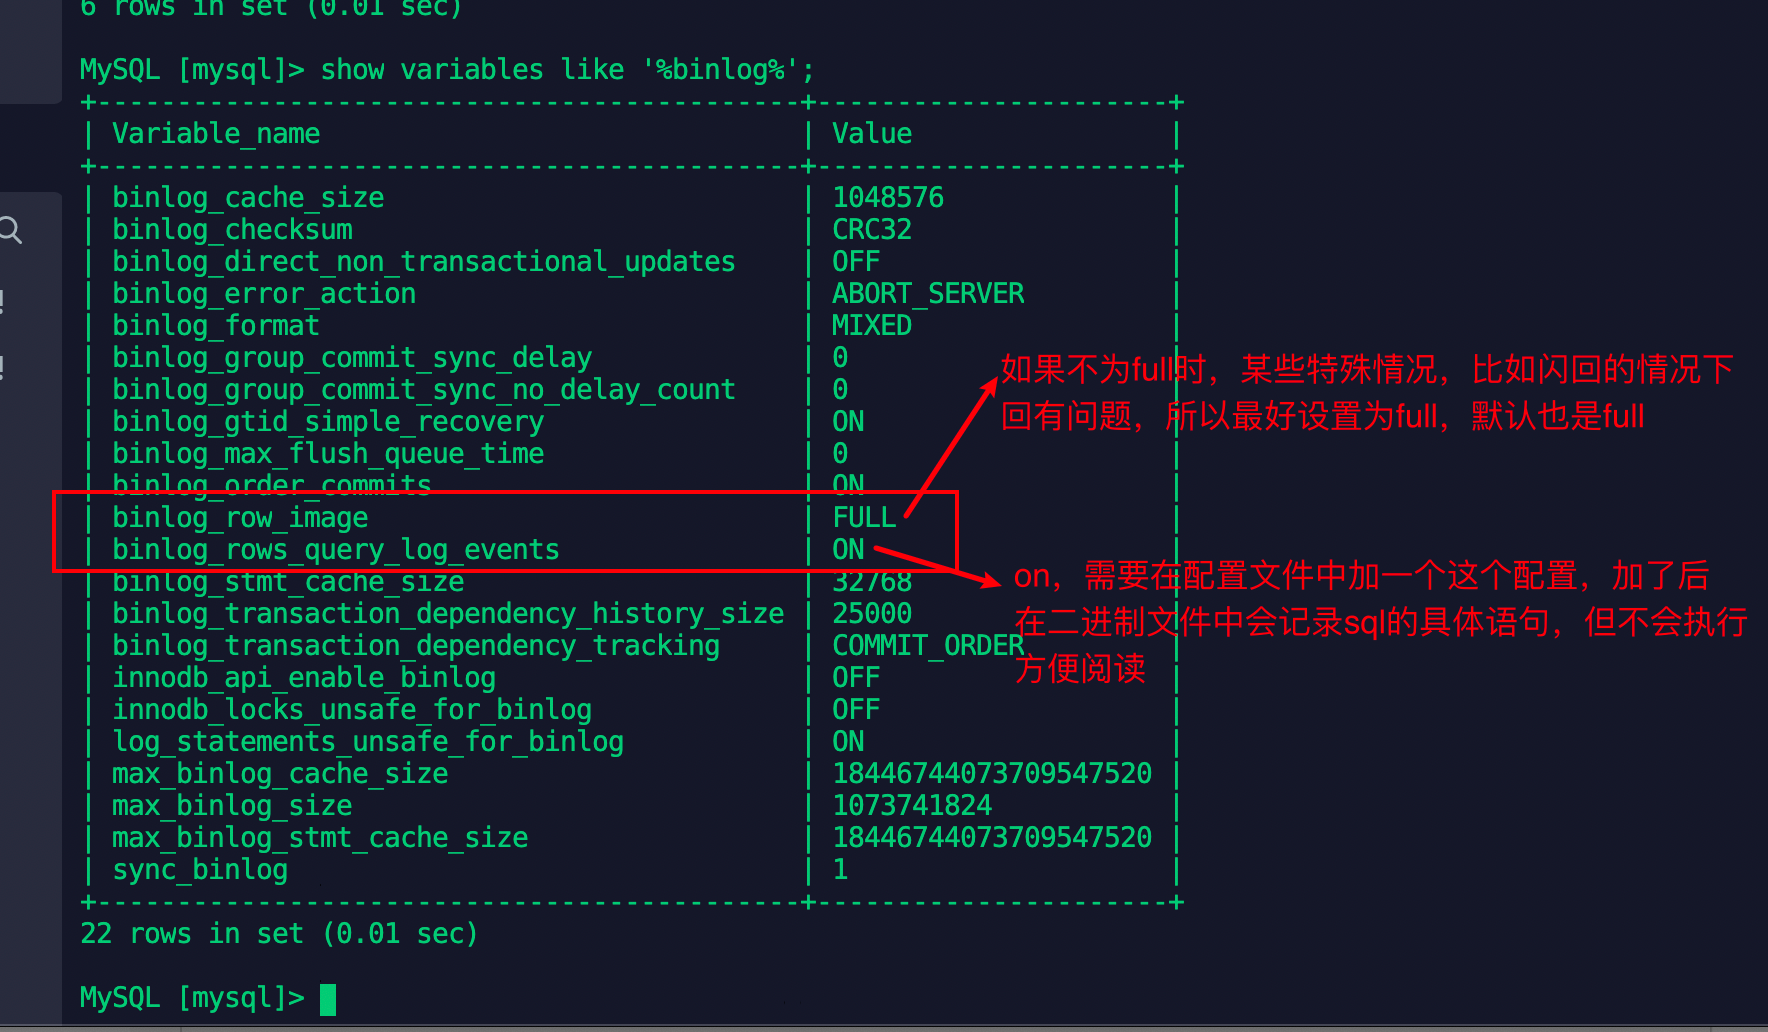 6 rows in set (0.01 sec)
MySQL [mysql]> show variables like '%binlog%';
+--------------------------------------------+----------------------+
| Variable_name | Value |
+--------------------------------------------+----------------------+
| binlog_cache_size | 1048576 |
| binlog_checksum | CRC32 |
| binlog_direct_non_transactional_updates | OFF |
| binlog_error_action | ABORT_SERVER |
| binlog_format | MIXED |
| binlog_group_commit_sync_delay | 0 |
| binlog_group_commit_sync_no_delay_count | 0 |
| binlog_gtid_simple_recovery | ON |
| binlog_max_flush_queue_time | 0 |
| binlog_order_commits | ON |
| binlog_row_image | FULL |
| binlog_rows_query_log_events | ON |
| binlog_stmt_cache_size | 32768 |
| binlog_transaction_dependency_history_size | 25000 |
| binlog_transaction_dependency_tracking | COMMIT_ORDER |
| innodb_api_enable_binlog | OFF |
| innodb_locks_unsafe_for_binlog | OFF |
| log_statements_unsafe_for_binlog | ON |
| max_binlog_cache_size | 18446744073709547520 |
| max_binlog_size | 1073741824 |
| max_binlog_stmt_cache_size | 18446744073709547520 |
| sync_binlog | 1 |
+--------------------------------------------+----------------------+
22 rows in set (0.01 sec)
MySQL [mysql]>
如果不为full时，某些特殊情况，比如闪回的情况下
回有问题，所以最好设置为full，默认也是full
on，需要在配置文件中加一个这个配置，加了后
在二进制文件中会记录sql的具体语句，但不会执行
方便阅读